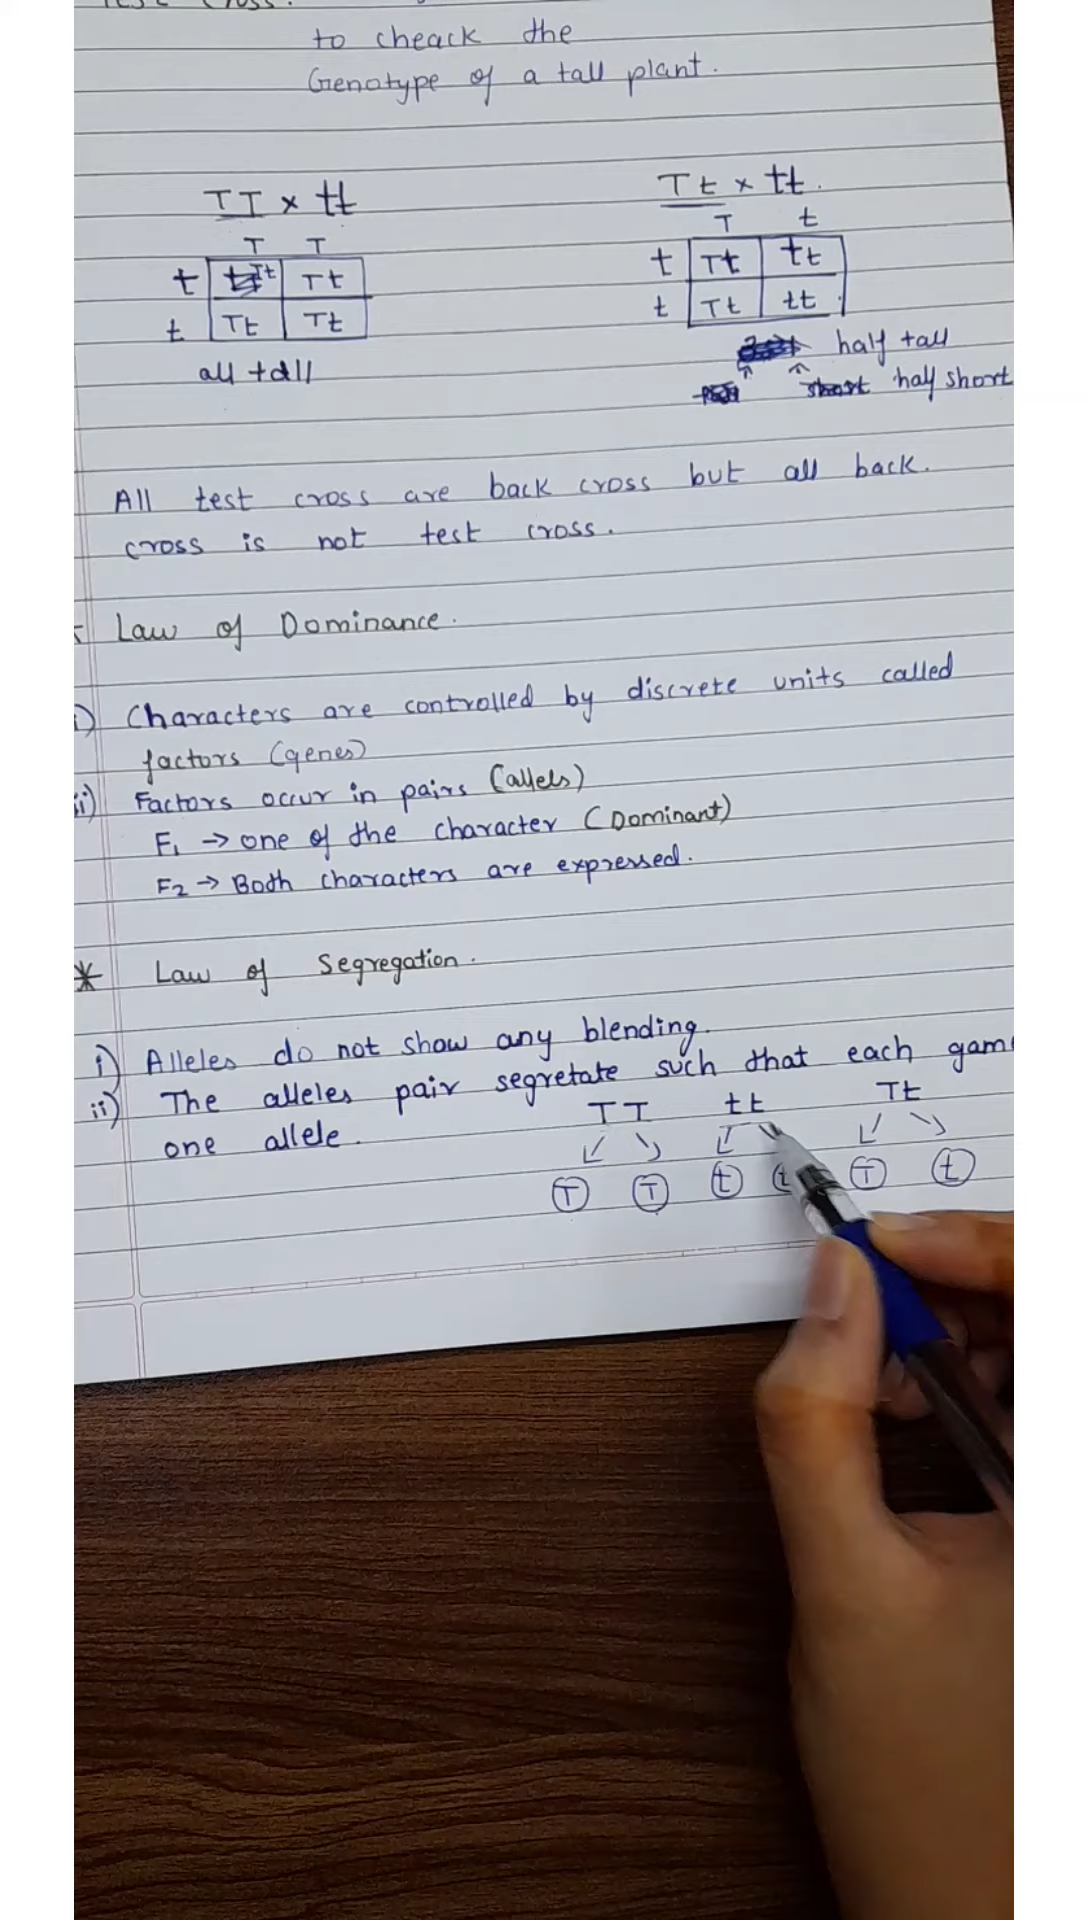 to cheack the
Genotype of a tall plant.
TT × tt
T T
t Tt Tt
t Tt Tt
all tall
Tt × tt.
T t
t Tt tt
t Tt tt
half tall
short half short
All test cross are back cross but all back.
cross is not test cross.
Law of Dominance.
i) Characters are controlled by discrete units called
factors (genes)
ii) Factors occur in pairs (allels)
F1 → one of the character (Dominant)
F2 → Both characters are expressed.
* Law of Segregation.
i) Alleles do not show any blending.
ii) The alleles pair segretate such that each gam
one allele.
TT tt Tt
T T t t T t